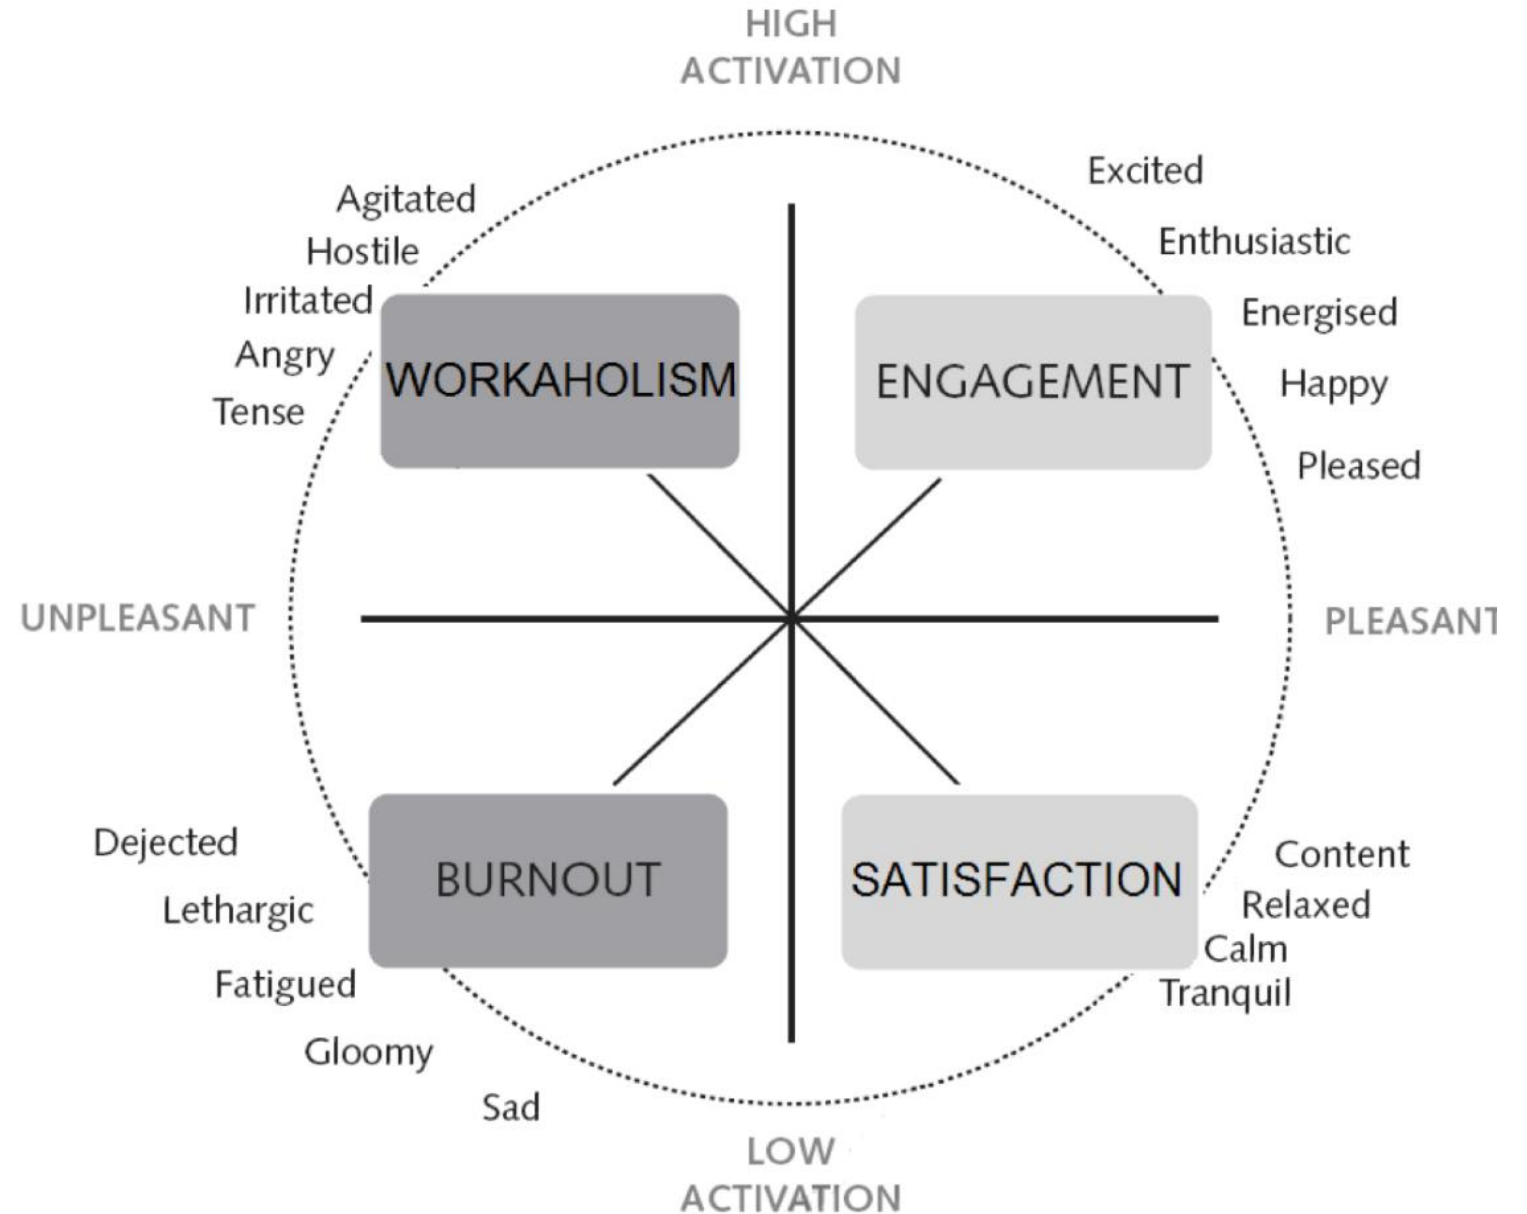 HIGH
ACTIVATION
Excited
Agitated
Enthusiastic
Hostile
Irritated
Energised
Angry
WORKAHOLISM
ENGAGEMENT
Happy
Tense
Pleased
UNPLEASANT
PLEASANT
Dejected
Content
BURNOUT
SATISFACTION
Lethargic
Relaxed
Calm
Fatigued
Tranquil
Gloomy
Sad
LOW
ACTIVATION